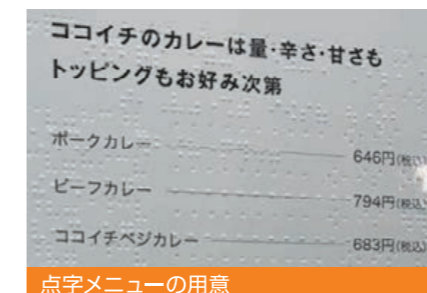 ココイチのカレーは量･辛さ･甘さも
トッピングもお好み次第
ポークカレー 646円(税込)
ビーフカレー 794円(税込)
ココイチベジカレー 683円(税込)
点字メニューの用意